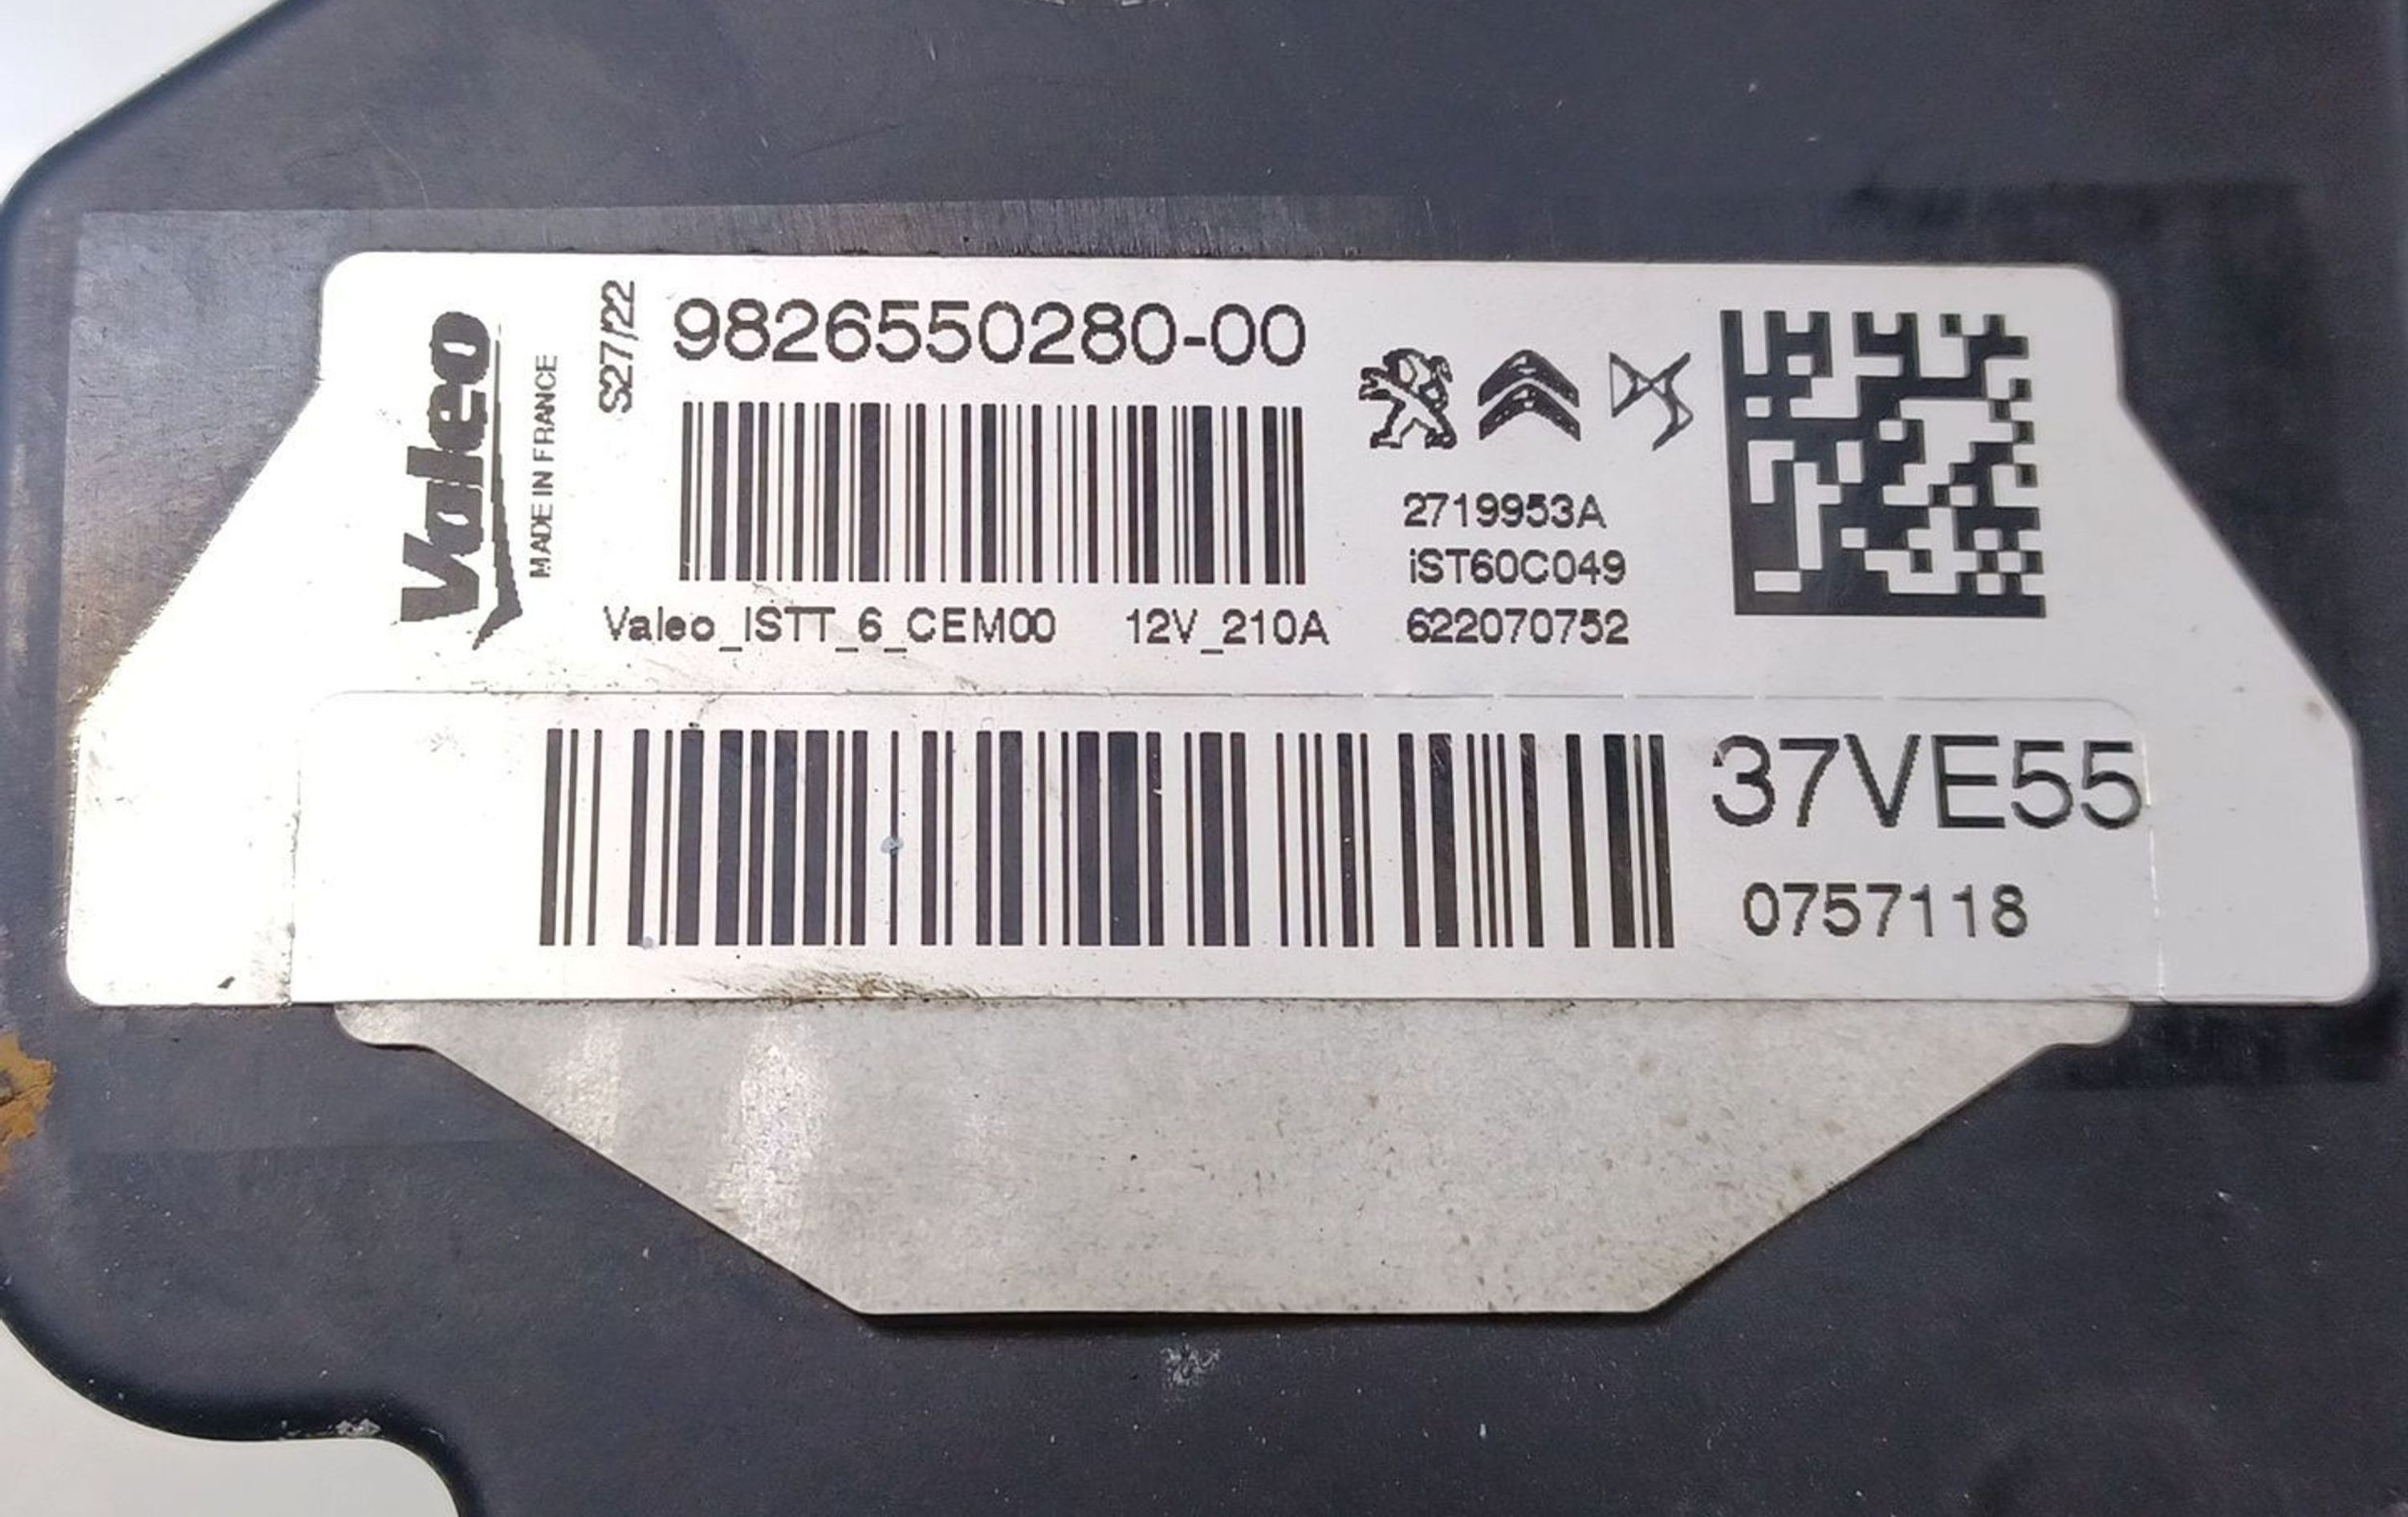 Valeo
MADE IN FRANCE
S27/22
9826550280-00
2719953A
iST60C049
Valeo_ISTT_6_CEM00 12V_210A 622070752
37VE55
0757118